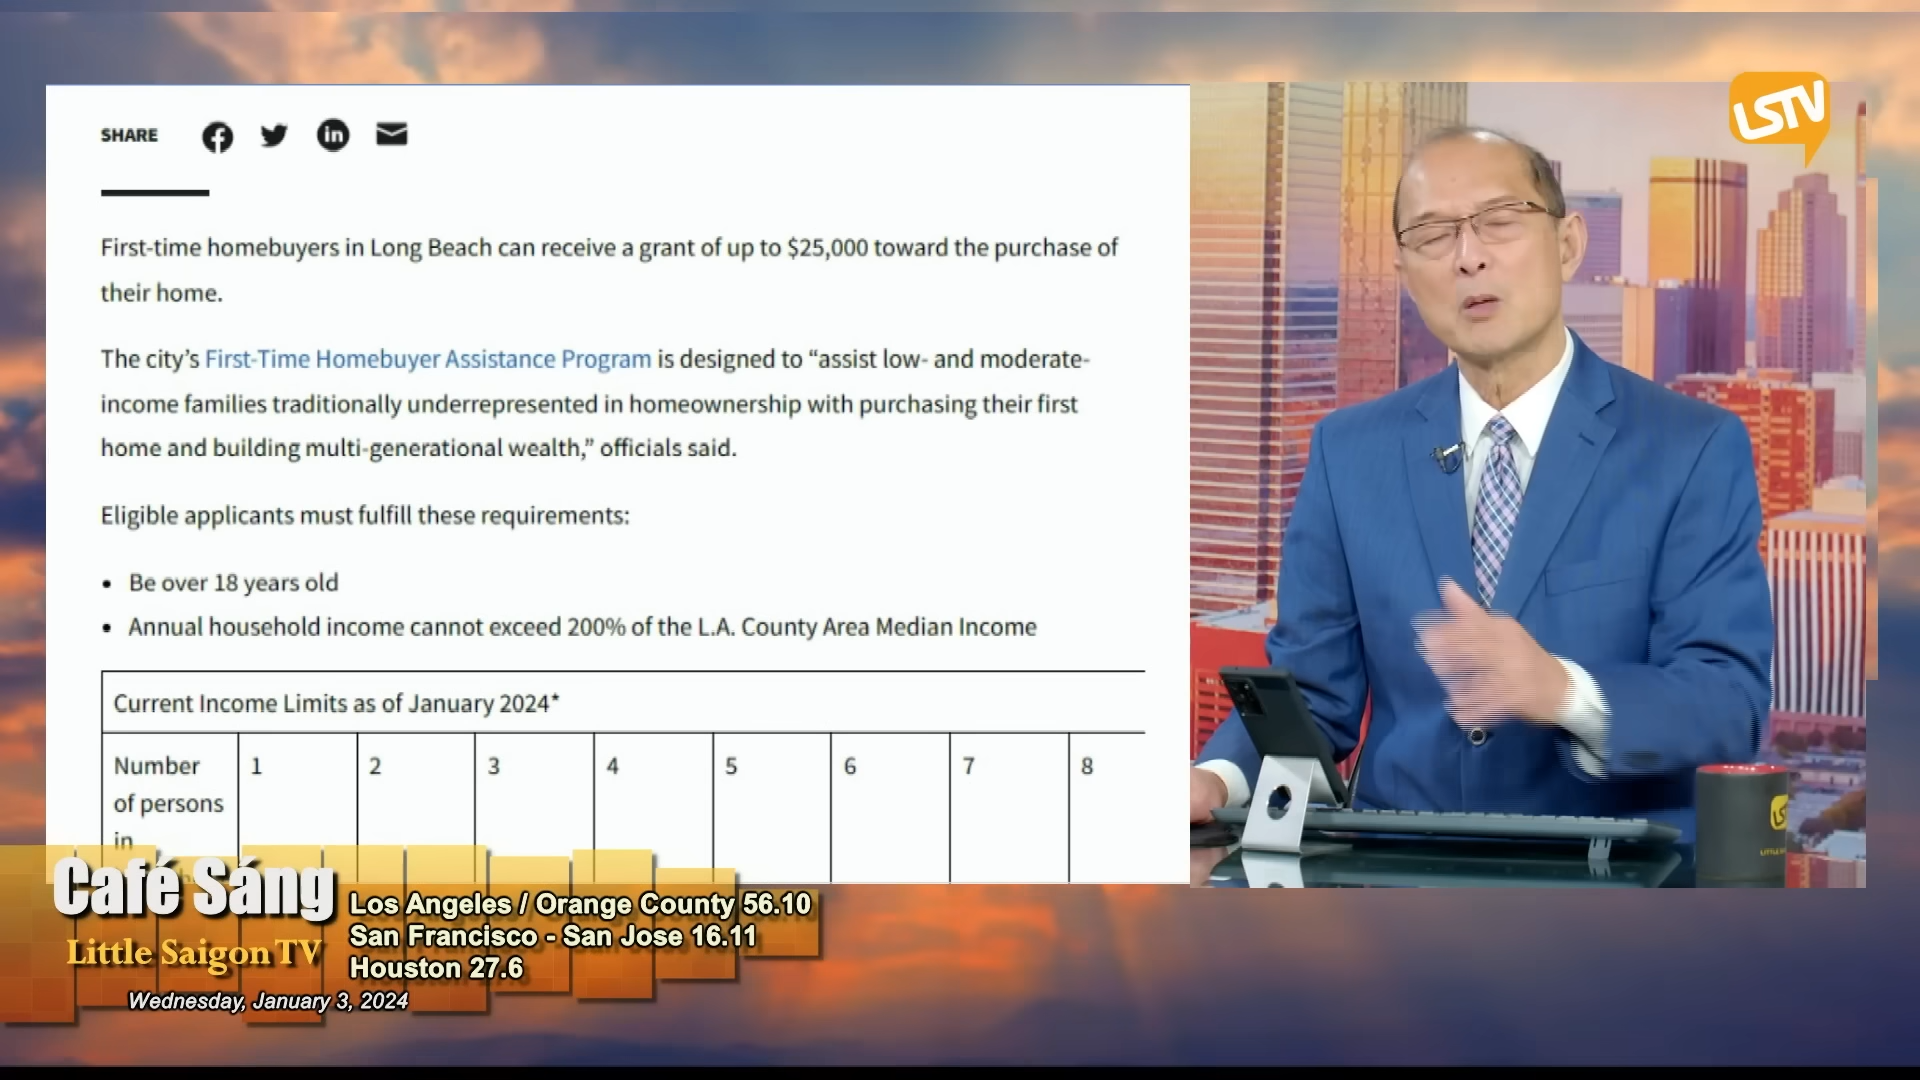 LSTV
SHARE
First-time homebuyers in Long Beach can receive a grant of up to $25,000 toward the purchase of
their home.
The city's First-Time Homebuyer Assistance Program is designed to “assist low- and moderate-
income families traditionally underrepresented in homeownership with purchasing their first
home and building multi-generational wealth,” officials said.
Eligible applicants must fulfill these requirements:
• Be over 18 years old
• Annual household income cannot exceed 200% of the L.A. County Area Median Income
Current Income Limits as of January 2024*
Number 1 2 3 4 5 6 7 8
of persons
in
Café Sáng
Little Saigon TV
Wednesday, January 3, 2024
Los Angeles / Orange County 56.10
San Francisco - San Jose 16.11
Houston 27.6